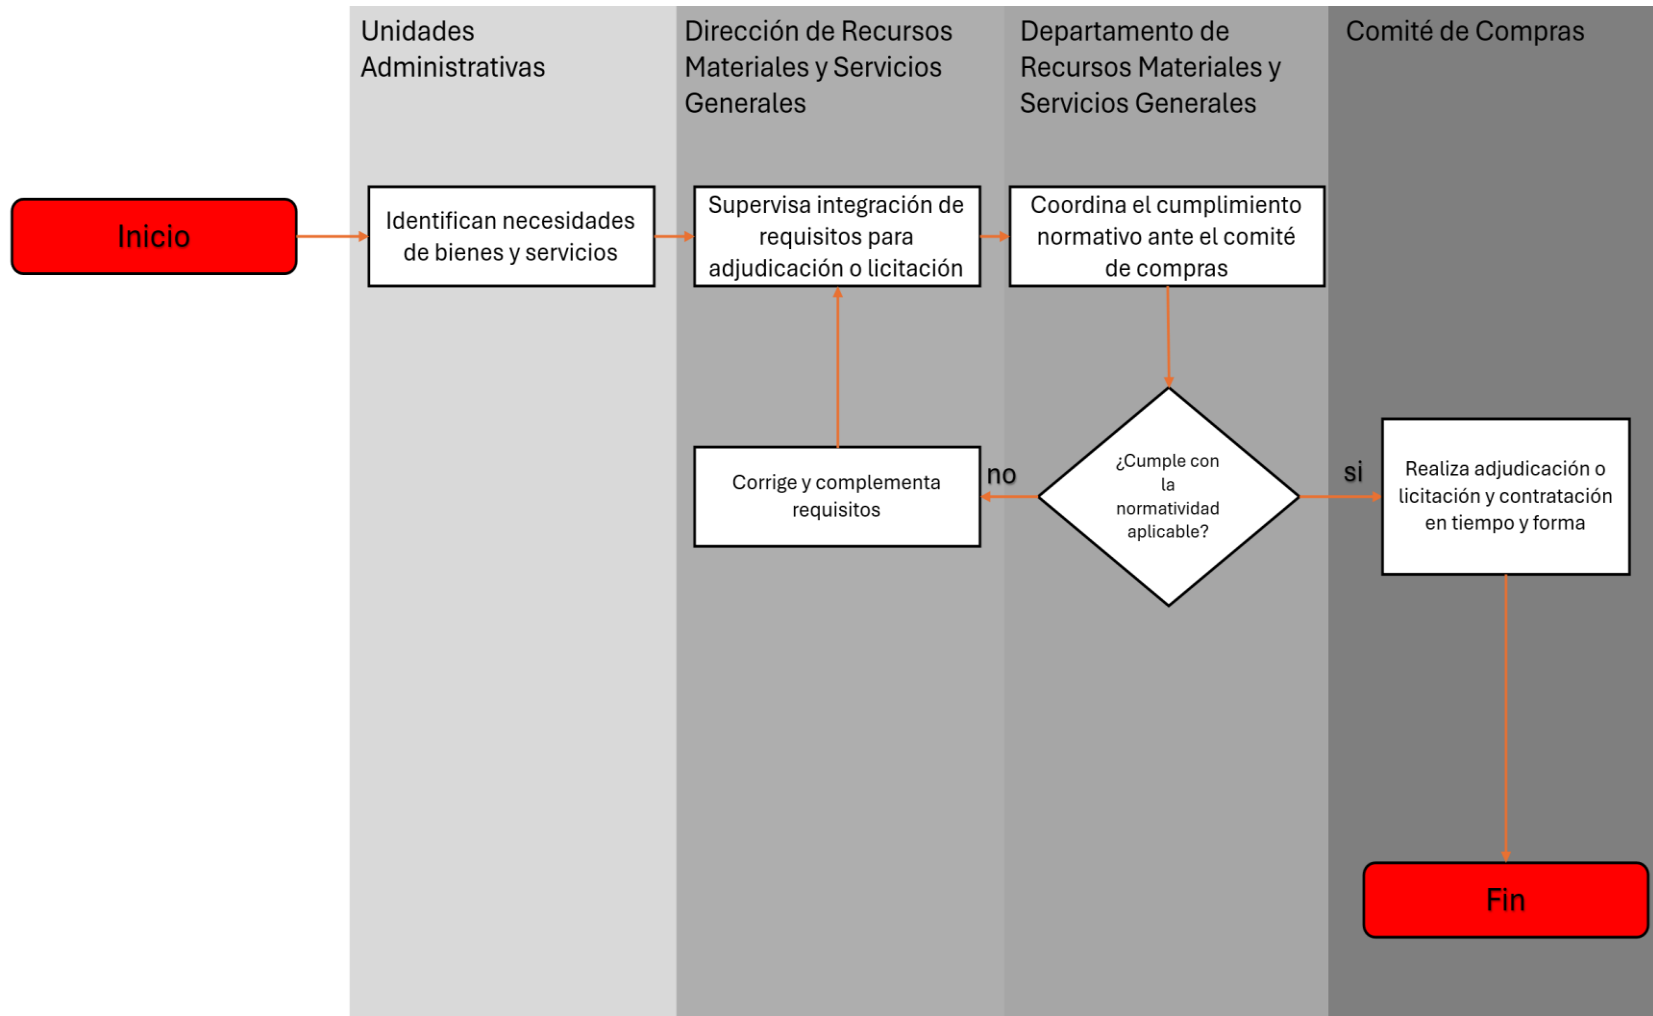 Unidades
Administrativas
Dirección de Recursos
Materiales y Servicios
Generales
Departamento de
Recursos Materiales y
Servicios Generales
Comité de Compras
Inicio
Identifican necesidades
de bienes y servicios
Supervisa integración de
requisitos para
adjudicación o licitación
Coordina el cumplimiento
normativo ante el comité
de compras
Corrige y complementa
requisitos
no
¿Cumple con
la
normatividad
aplicable?
si
Realiza adjudicación o
licitación y contratación
en tiempo y forma
Fin